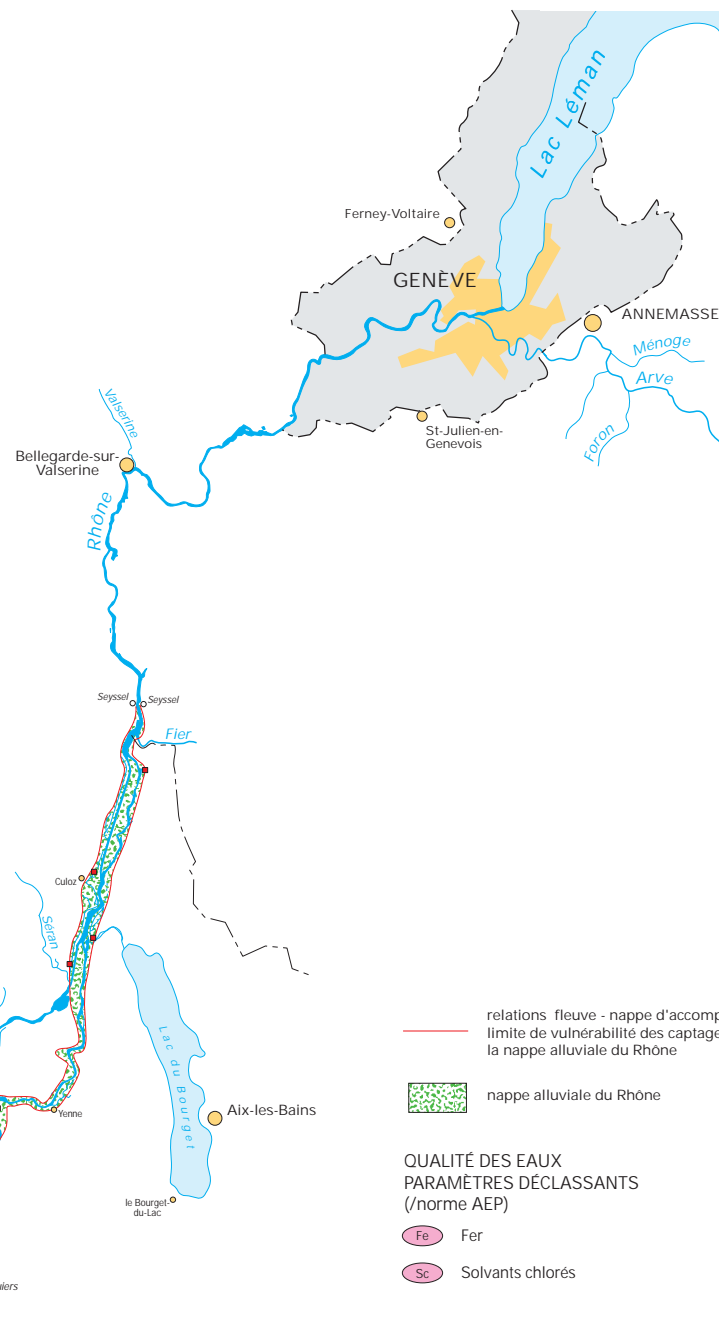 Lac Léman
Ferney-Voltaire
GENÈVE
ANNEMASSE
Ménoge
Arve
Foron
St-Julien-en-
Genevois
Valserine
Bellegarde-sur-
Valserine
Rhône
Seyssel
Seyssel
Fier
Culoz
Séran
Lac du Bourget
Aix-les-Bains
Yenne
le Bourget-
du-Lac
relations fleuve - nappe d'accomp
limite de vulnérabilité des captage
la nappe alluviale du Rhône
nappe alluviale du Rhône
QUALITÉ DES EAUX
PARAMÈTRES DÉCLASSANTS
(/norme AEP)
Fe Fer
Sc Solvants chlorés
uiers